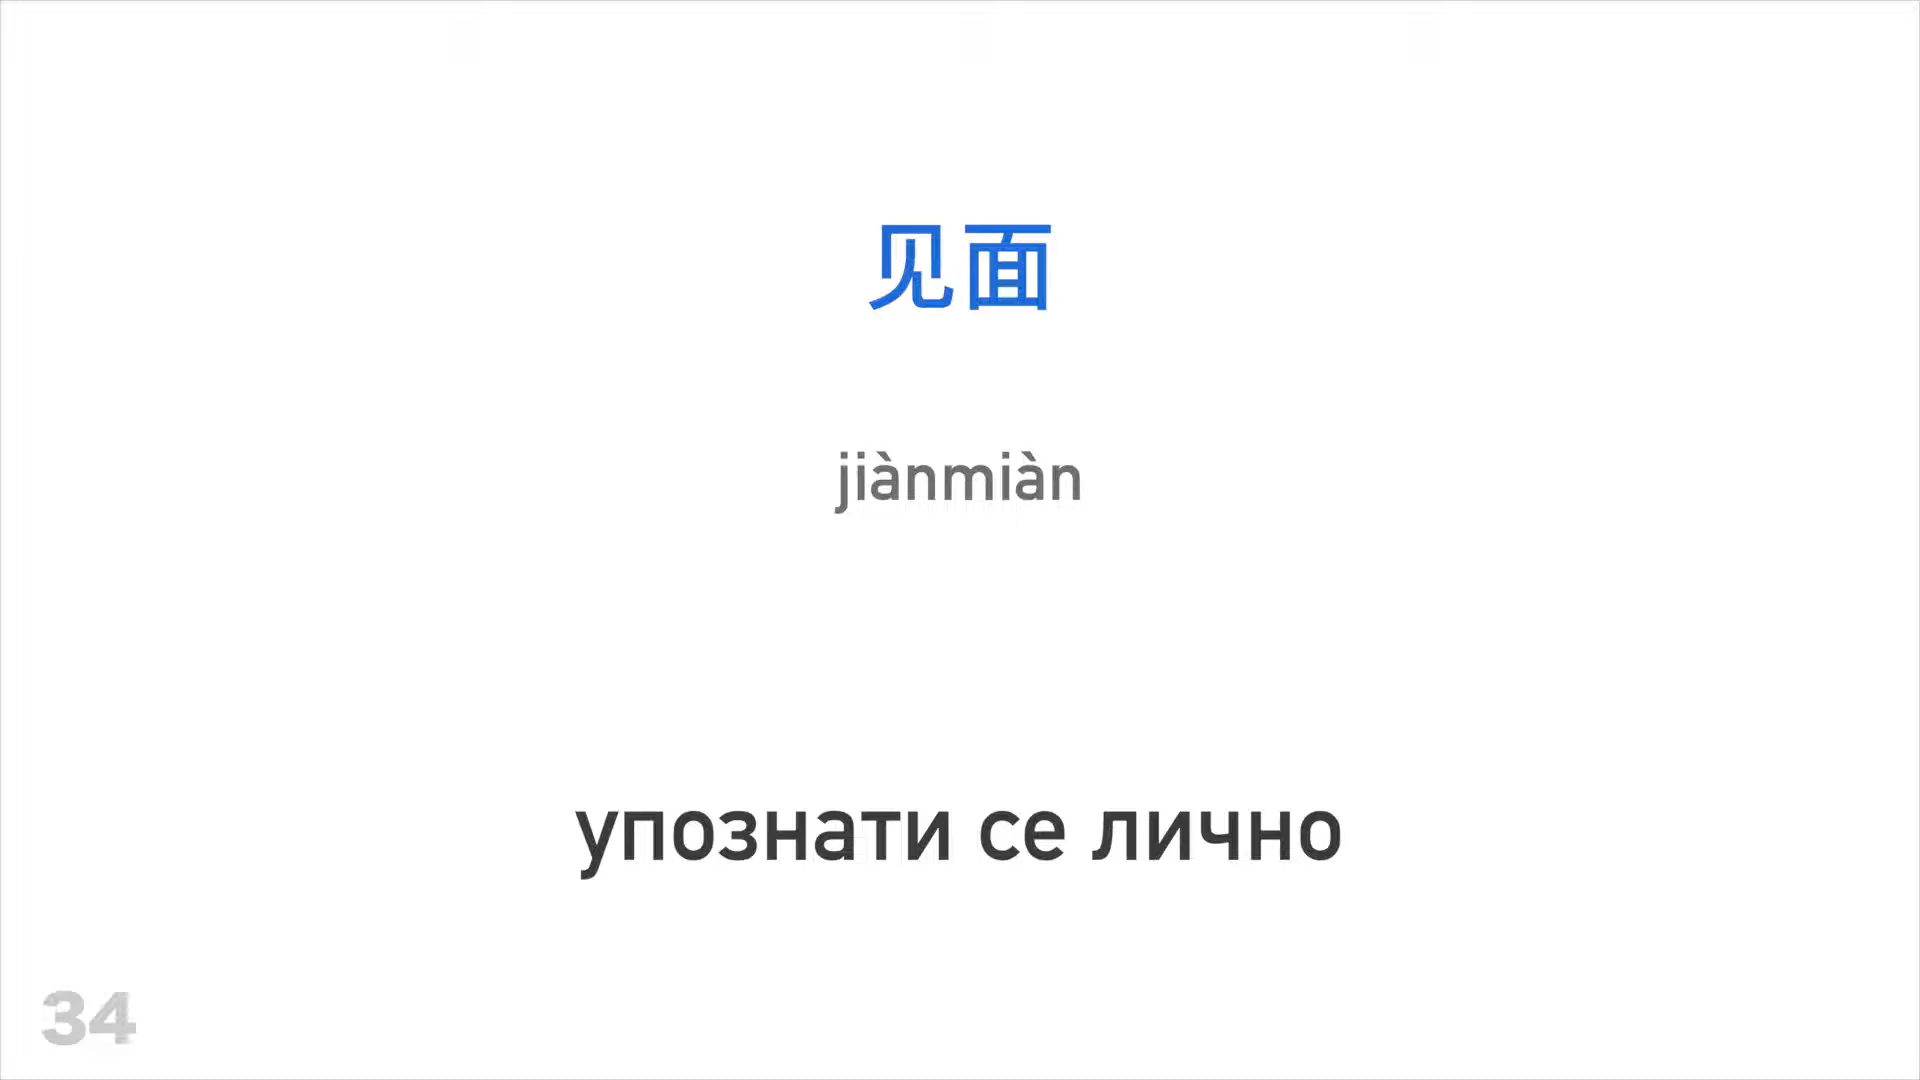 见面
jiànmiàn
упознати се лично
34